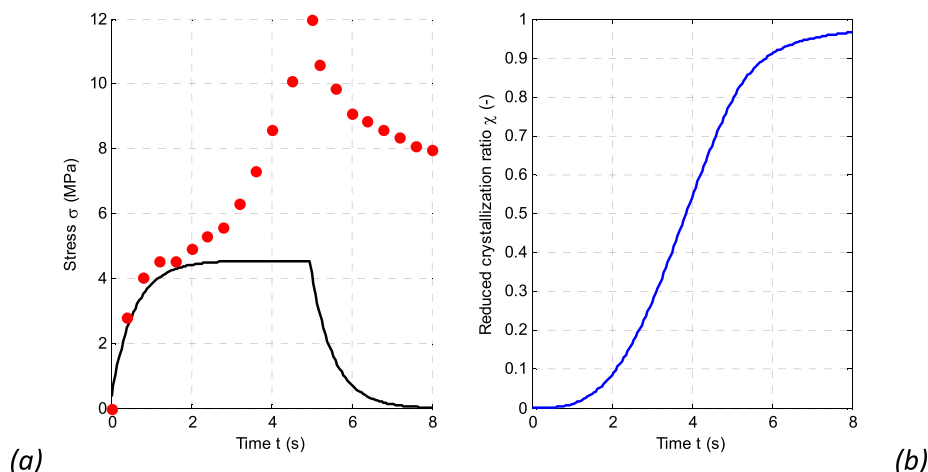 12
10
8
6
4
2
0
Stress σ (MPa)
0 2 4 6 8
Time t (s)
(a)
1
0.9
0.8
0.7
0.6
0.5
0.4
0.3
0.2
0.1
0
Reduced crystallization ratio χ (-)
0 2 4 6 8
Time t (s)
(b)